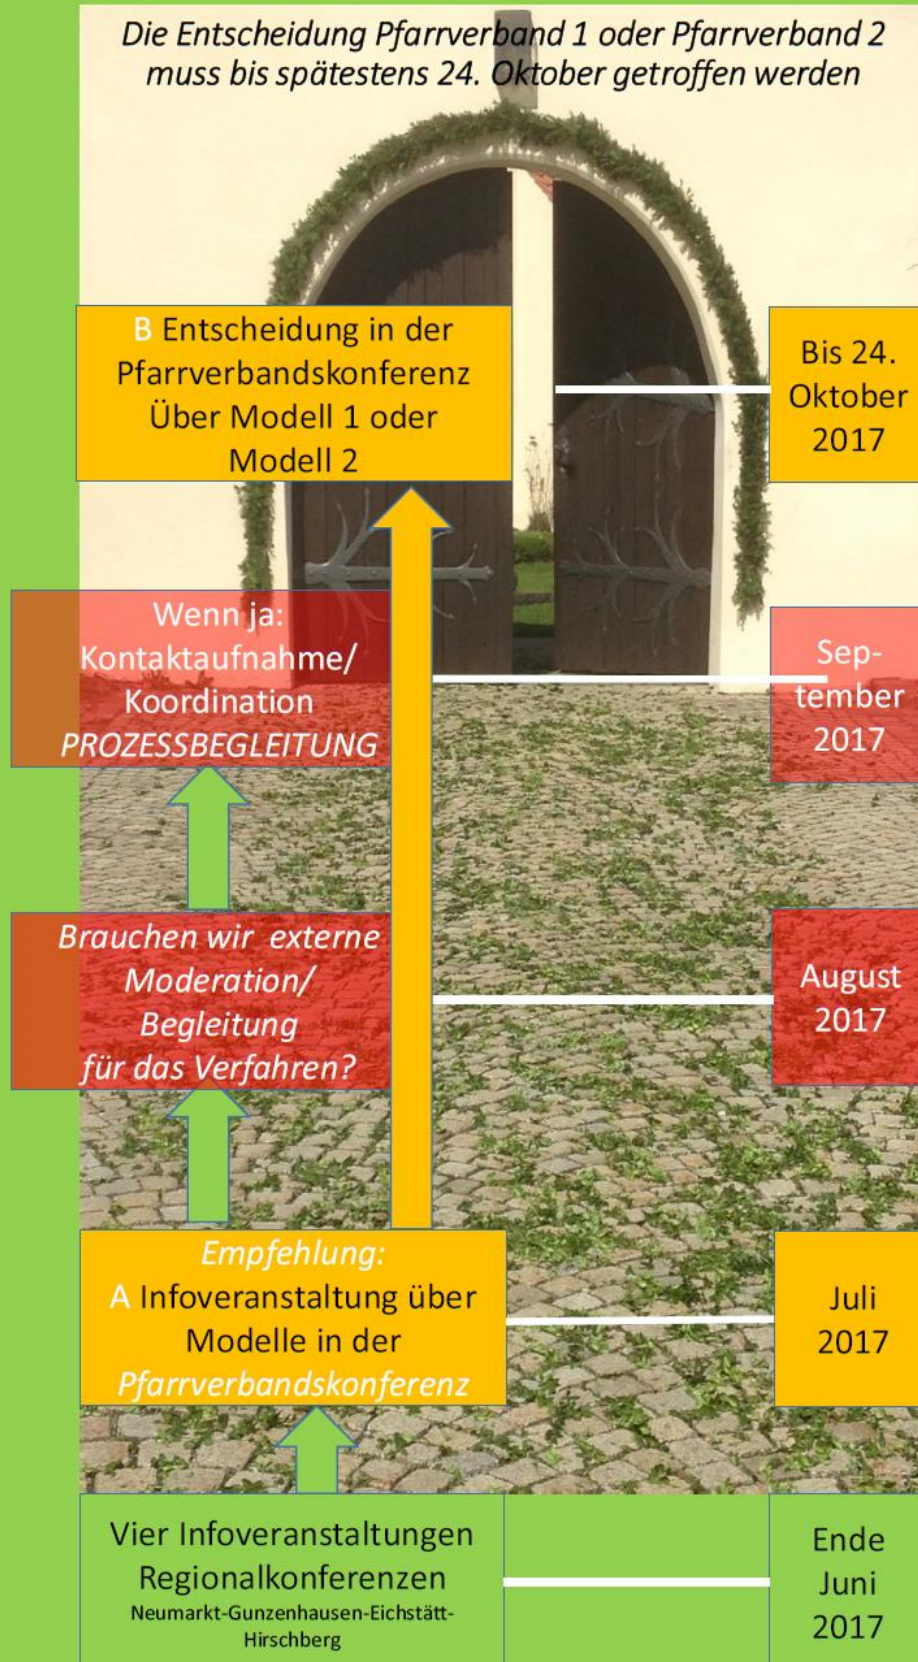 Die Entscheidung Pfarrverband 1 oder Pfarrverband 2
muss bis spätestens 24. Oktober getroffen werden
B Entscheidung in der
Pfarrverbandskonferenz
Über Modell 1 oder
Modell 2
Bis 24.
Oktober
2017
Wenn ja:
Kontaktaufnahme/
Koordination
PROZESSBEGLEITUNG
Sep-
tember
2017
Brauchen wir externe
Moderation/
Begleitung
für das Verfahren?
August
2017
Empfehlung:
A Infoveranstaltung über
Modelle in der
Pfarrverbandskonferenz
Juli
2017
Vier Infoveranstaltungen
Regionalkonferenzen
Neumarkt-Gunzenhausen-Eichstätt-
Hirschberg
Ende
Juni
2017